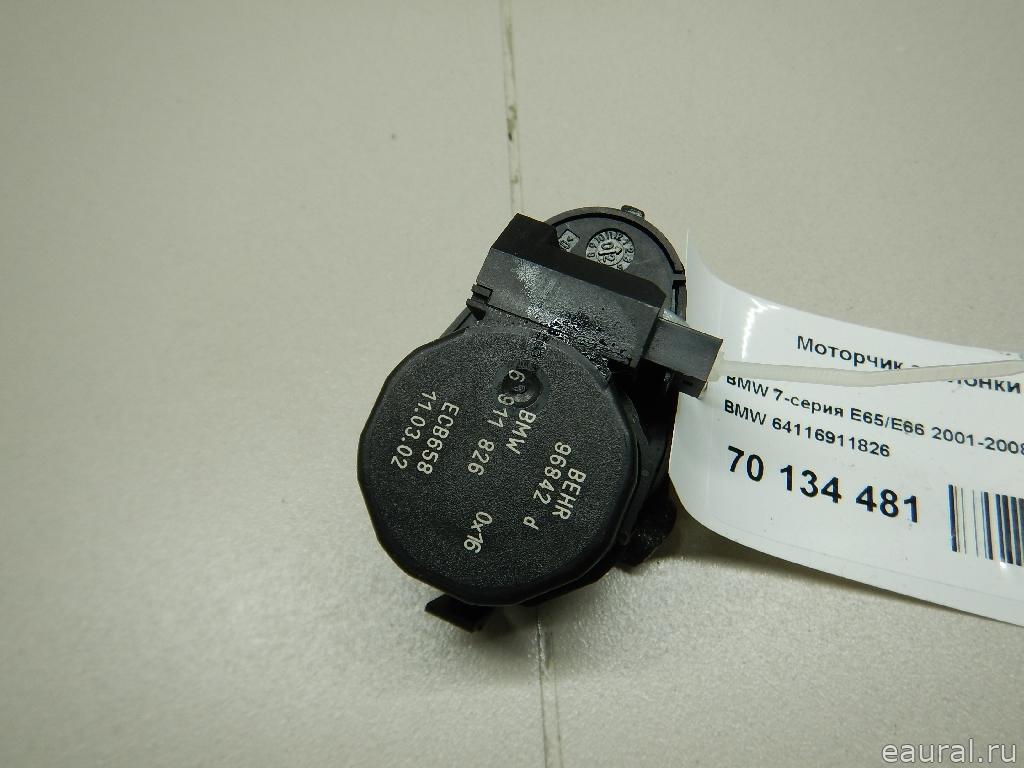 BEHR
96842 d
BMW
6 911 826 0x16
ECB658
11.03.02
Моторчик
BMW 7-серия E65/E66 2001-2008
BMW 64116911826
70 134 481
eaural.ru